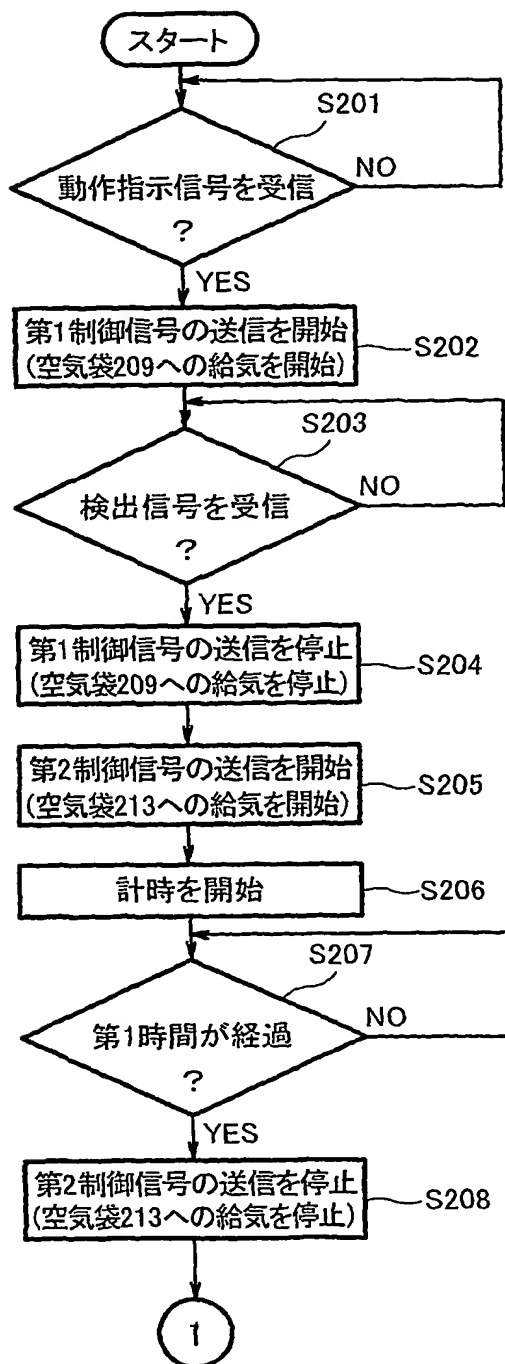 スタート
S201
動作指示信号を受信
?
NO
YES
第1制御信号の送信を開始
(空気袋209への給気を開始)
S202
S203
検出信号を受信
?
NO
YES
第1制御信号の送信を停止
(空気袋209への給気を停止)
S204
第2制御信号の送信を開始
(空気袋213への給気を開始)
S205
計時を開始
S206
S207
第1時間が経過
?
NO
YES
第2制御信号の送信を停止
(空気袋213への給気を停止)
S208
1